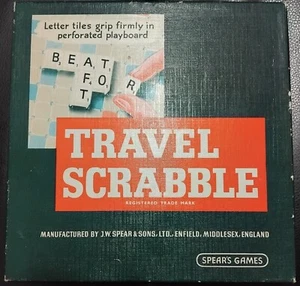 Letter tiles grip firmly in
perforated playboard
BEAT
FOR
T
TRAVEL
SCRABBLE
REGISTERED TRADE MARK
MANUFACTURED BY J.W. SPEAR & SONS, LTD., ENFIELD, MIDDLESEX, ENGLAND
SPEAR'S GAMES